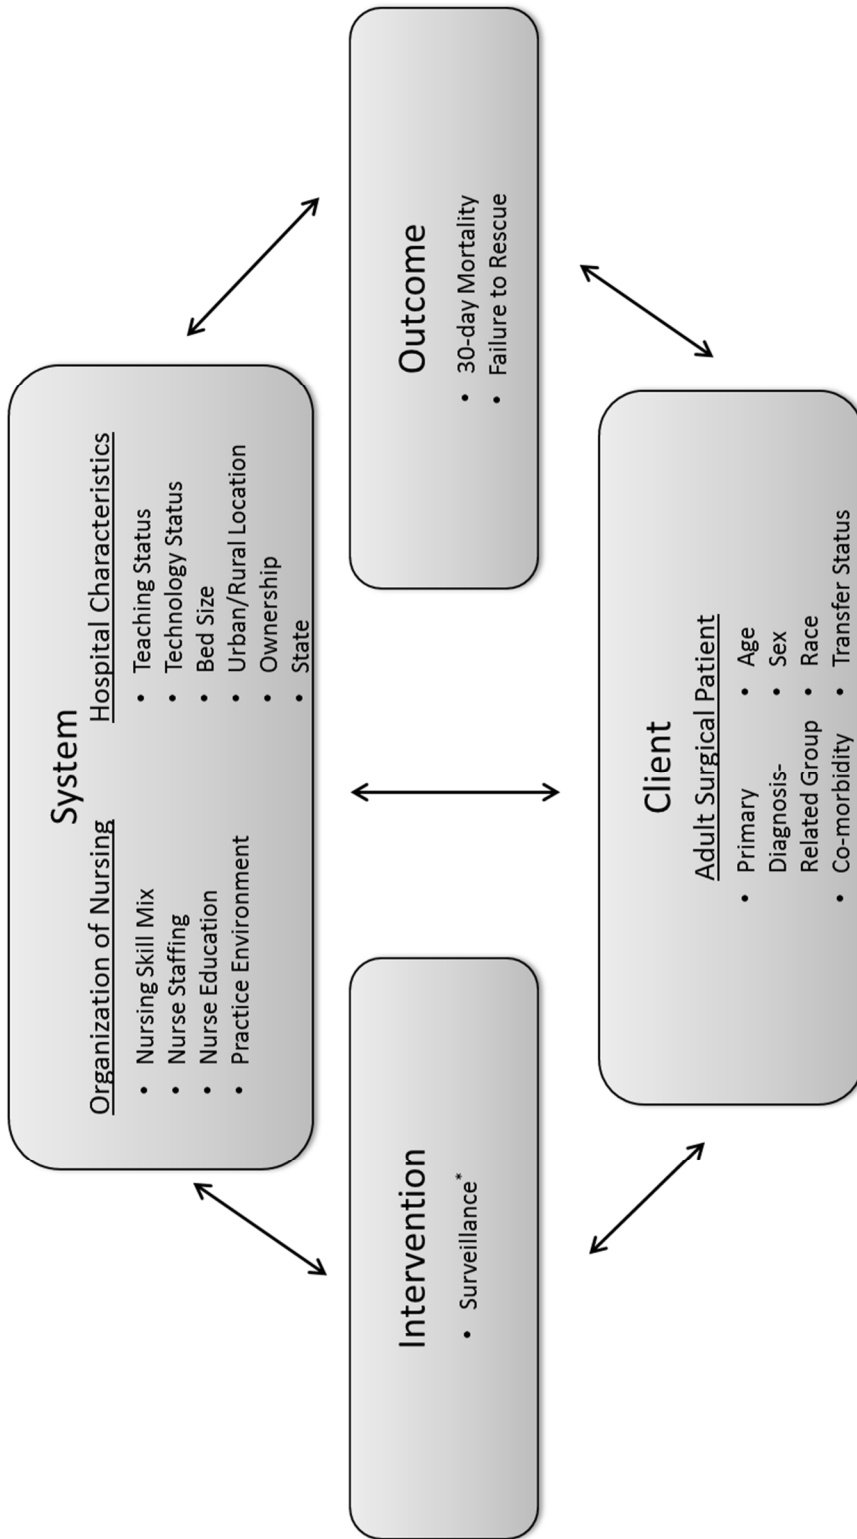 System
Organization of Nursing
• Nursing Skill Mix
• Nurse Staffing
• Nurse Education
• Practice Environment
Hospital Characteristics
• Teaching Status
• Technology Status
• Bed Size
• Urban/Rural Location
• Ownership
• State
Intervention
• Surveillance*
Outcome
• 30-day Mortality
• Failure to Rescue
Client
Adult Surgical Patient
• Primary
Diagnosis-
Related Group
• Co-morbidity
• Age
• Sex
• Race
• Transfer Status